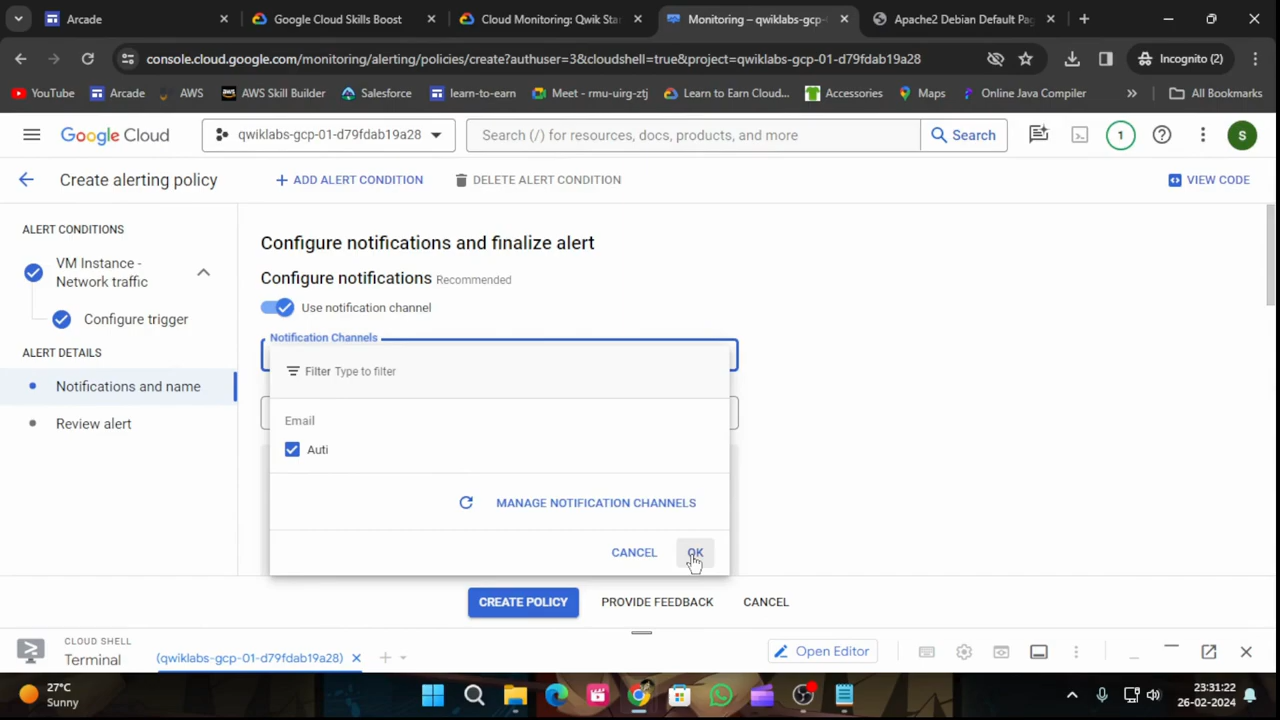 Arcade
Google Cloud Skills Boost
Cloud Monitoring: Qwik Sta
Monitoring – qwiklabs-gcp-
Apache2 Debian Default Pa
console.cloud.google.com/monitoring/alerting/policies/create?authuser=3&cloudshell=true&project=qwiklabs-gcp-01-d79fdab19a28
Incognito (2)
YouTube
Arcade
AWS
AWS Skill Builder
Salesforce
learn-to-earn
Meet - rmu-uirg-ztj
Learn to Earn Cloud...
Accessories
Maps
Online Java Compiler
All Bookmarks
Google Cloud
qwiklabs-gcp-01-d79fdab19a28
Search (/) for resources, docs, products, and more
Search
1
S
Create alerting policy
ADD ALERT CONDITION
DELETE ALERT CONDITION
VIEW CODE
ALERT CONDITIONS
VM Instance -
Network traffic
Configure trigger
ALERT DETAILS
Notifications and name
Review alert
Configure notifications and finalize alert
Configure notifications Recommended
Use notification channel
Notification Channels
Filter Type to filter
Email
Auti
MANAGE NOTIFICATION CHANNELS
CANCEL
OK
CREATE POLICY
PROVIDE FEEDBACK
CANCEL
CLOUD SHELL
Terminal
(qwiklabs-gcp-01-d79fdab19a28)
Open Editor
27°C
Sunny
23:31:22
26-02-2024